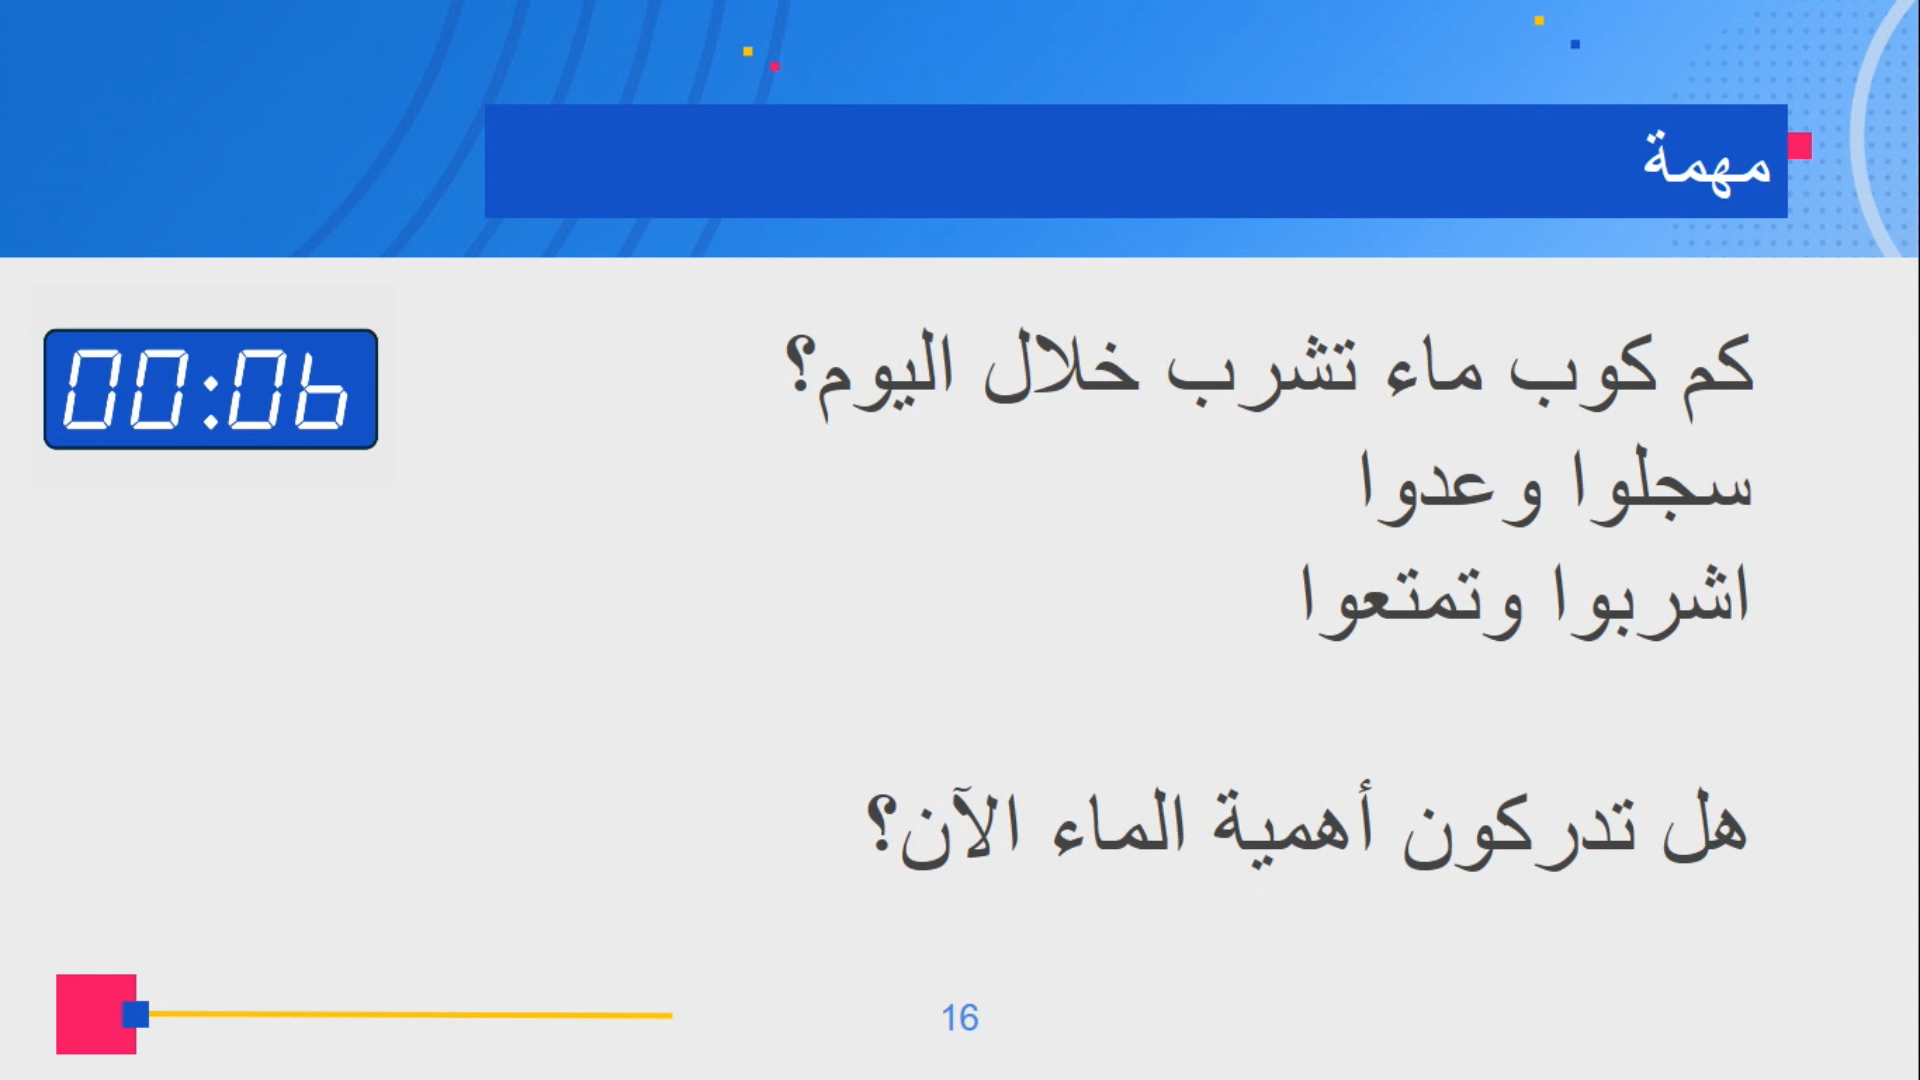 مهمة
00:06
كم كوب ماء تشرب خلال اليوم؟
سجلوا وعدوا
اشربوا وتمتعوا
هل تدركون أهمية الماء الآن؟
16